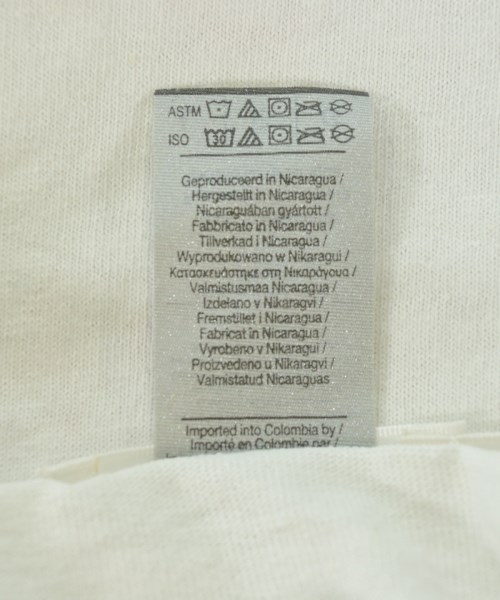 ASTM
ISO 30
Geproduceerd in Nicaragua /
Hergestellt in Nicaragua /
Nicaraguában gyártott /
Fabbricato in Nicaragua /
Tillverkad i Nicaragua /
Wyprodukowano w Nikaragui /
Κατασκευάστηκε στη Νικαράγουα /
Valmistusmaa Nicaragua /
Izdelano v Nikaragvi /
Fremstillet i Nicaragua /
Fabricat în Nicaragua /
Vyrobeno v Nikaragui /
Proizvedeno u Nikaragvi /
Valmistatud Nicaraguas
Imported into Colombia by /
Importé en Colombie par /